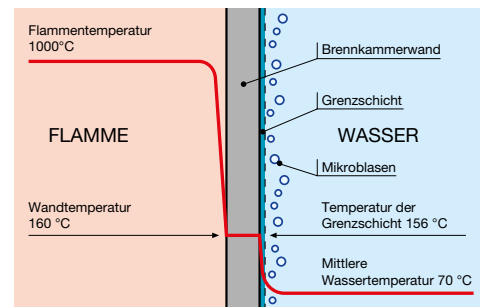 Flammentemperatur
1000°C
Brennkammerwand
Grenzschicht
FLAMME
WASSER
Mikroblasen
Wandtemperatur
160 °C
Temperatur der
Grenzschicht 156 °C
Mittlere
Wassertemperatur 70 °C